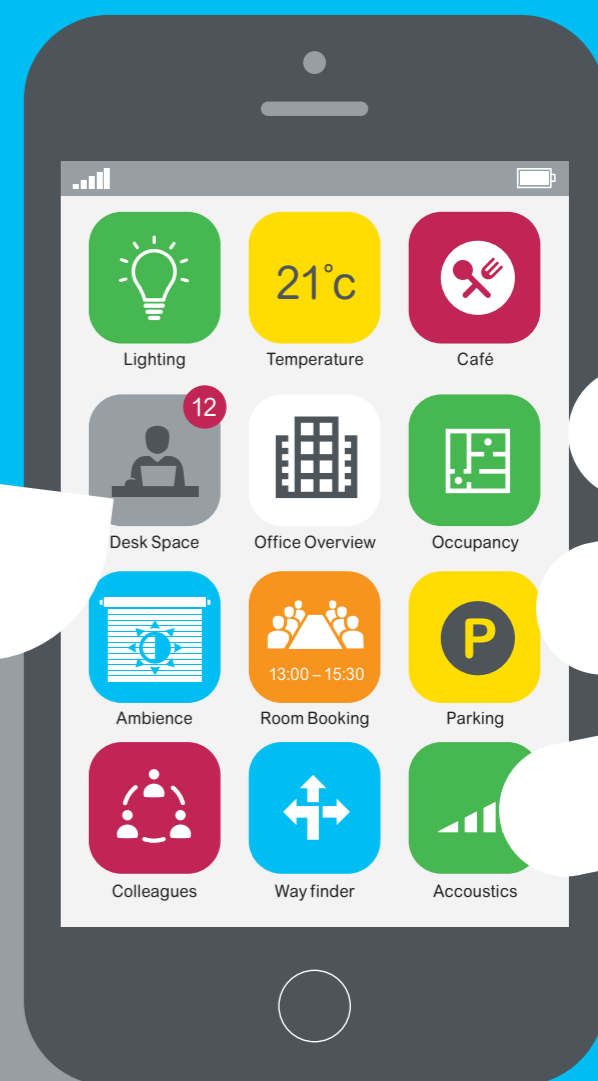 21°c
Lighting
Temperature
Café
12
Desk Space
Office Overview
Occupancy
13:00 – 15:30
P
Ambience
Room Booking
Parking
Colleagues
Way finder
Accoustics